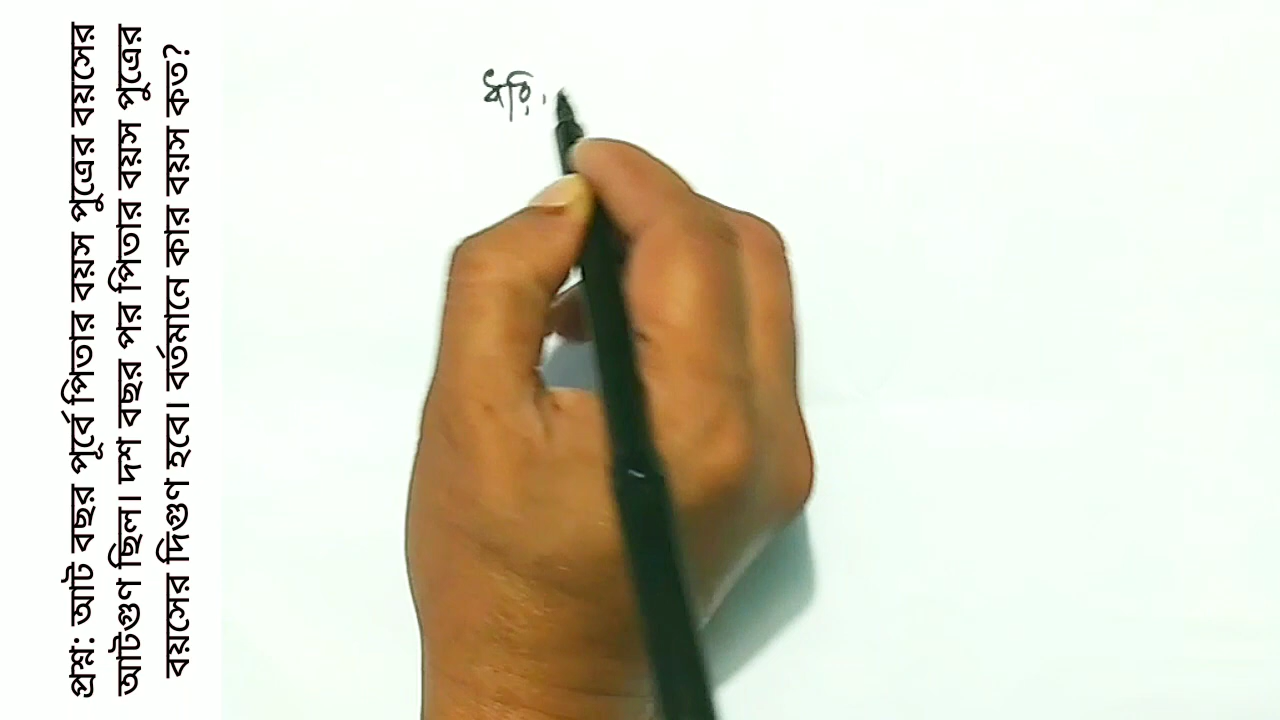 প্রশ্ন: আট বছর পূর্বে পিতার বয়স পুত্রের বয়সের
আটগুণ ছিল। দশ বছর পর পিতার বয়স পুত্রের
বয়সের দিগুণ হবে। বর্তমানে কার বয়স কত?
ধরি,